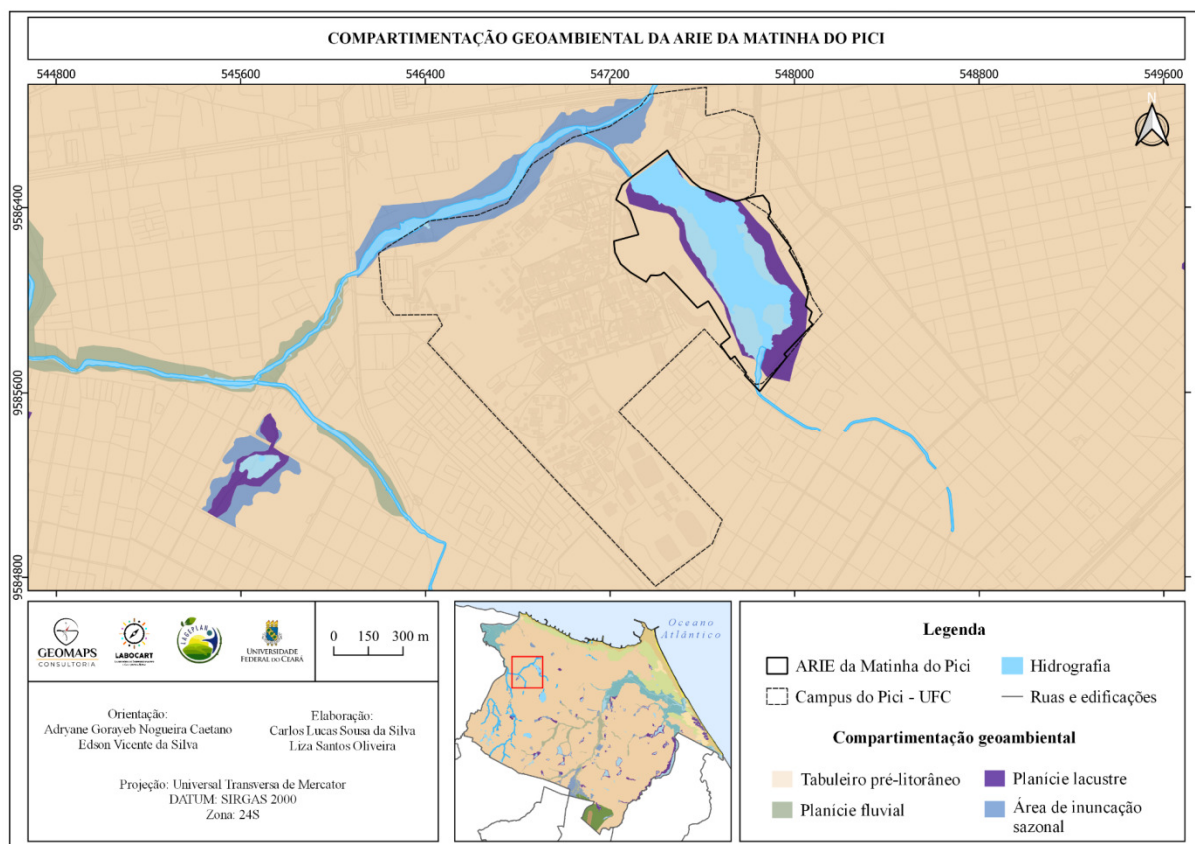 COMPARTIMENTAÇÃO GEOAMBIENTAL DA ARIE DA MATINHA DO PICI
544800 545600 546400 547200 548000 548800 549600
N
9586400
9585600
9584800
GEOMAPS
CONSULTORIA
LABOCART
LAGEPLAN
UNIVERSIDADE
FEDERAL DO CEARÁ
0 150 300 m
Orientação:
Adryane Gorayeb Nogueira Caetano
Edson Vicente da Silva
Elaboração:
Carlos Lucas Sousa da Silva
Liza Santos Oliveira
Projeção: Universal Transversa de Mercator
DATUM: SIRGAS 2000
Zona: 24S
Oceano
Atlântico
Legenda
ARIE da Matinha do Pici
Hidrografia
Campus do Pici - UFC
Ruas e edificações
Compartimentação geoambiental
Tabuleiro pré-litorâneo
Planície lacustre
Planície fluvial
Área de inuncação
sazonal